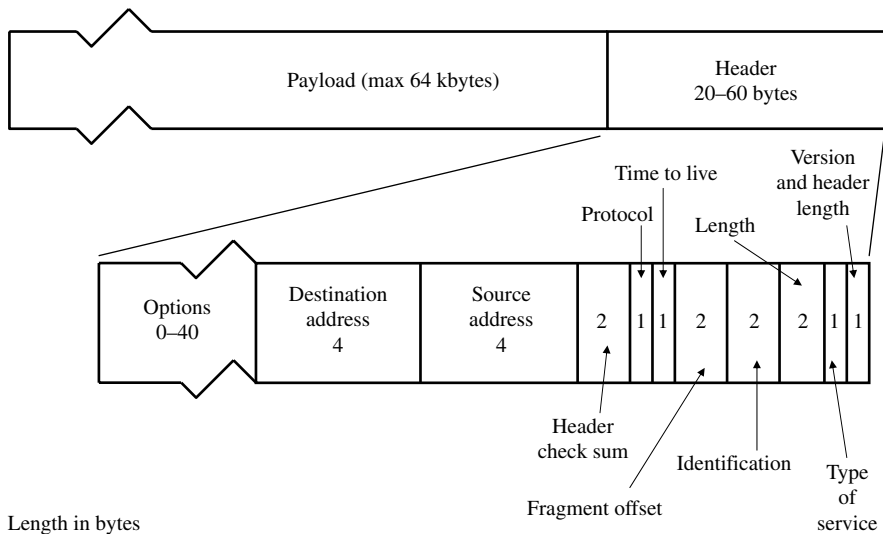 Payload (max 64 kbytes)
Header
20–60 bytes
Version
and header
length
Time to live
Protocol
Length
Options
0–40
Destination
address
4
Source
address
4
2
1
1
2
2
2
1
1
Header
check sum
Fragment offset
Identification
Type
of
service
Length in bytes